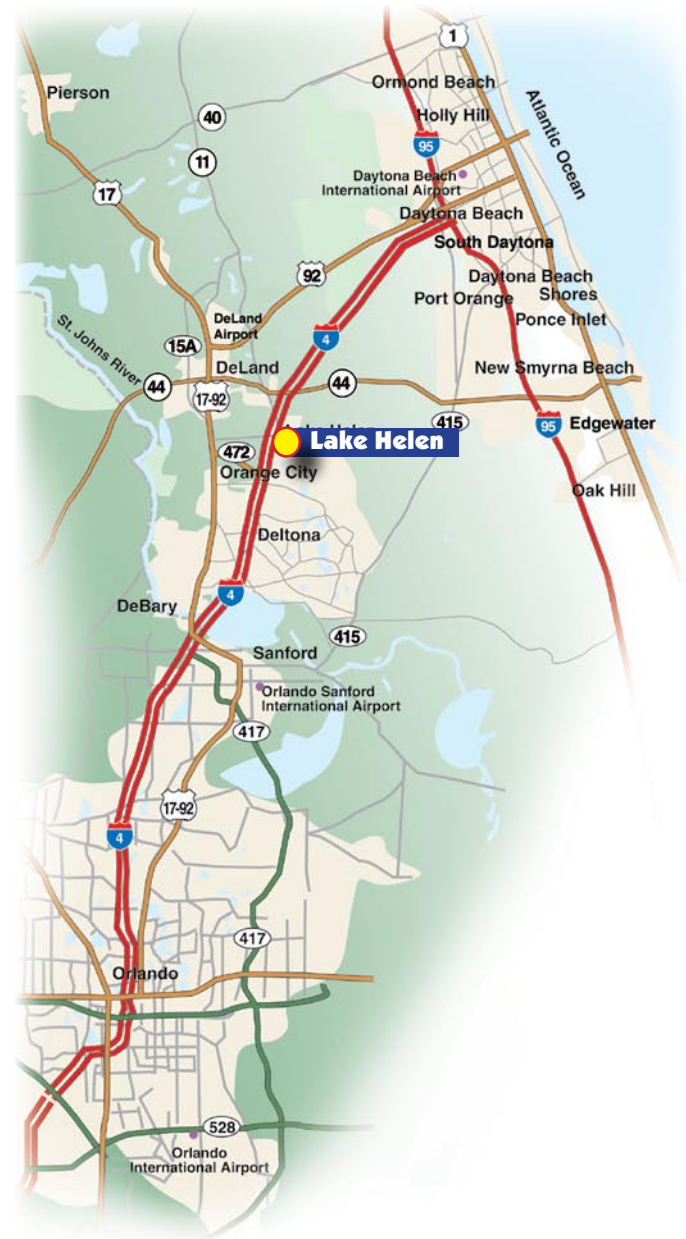 1
Ormond Beach
Pierson
Holly Hill
40
Atlantic Ocean
95
11
Daytona Beach
International Airport
17
Daytona Beach
South Daytona
92
Daytona Beach
Shores
Port Orange
Ponce Inlet
DeLand
Airport
St. Johns River
4
15A
DeLand
New Smyrna Beach
44
44
17-92
415
95
Edgewater
Lake Helen
Lake Helen
472
Orange City
Oak Hill
Deltona
4
DeBary
415
Sanford
Orlando Sanford
International Airport
417
17-92
4
417
Orlando
528
Orlando
International Airport